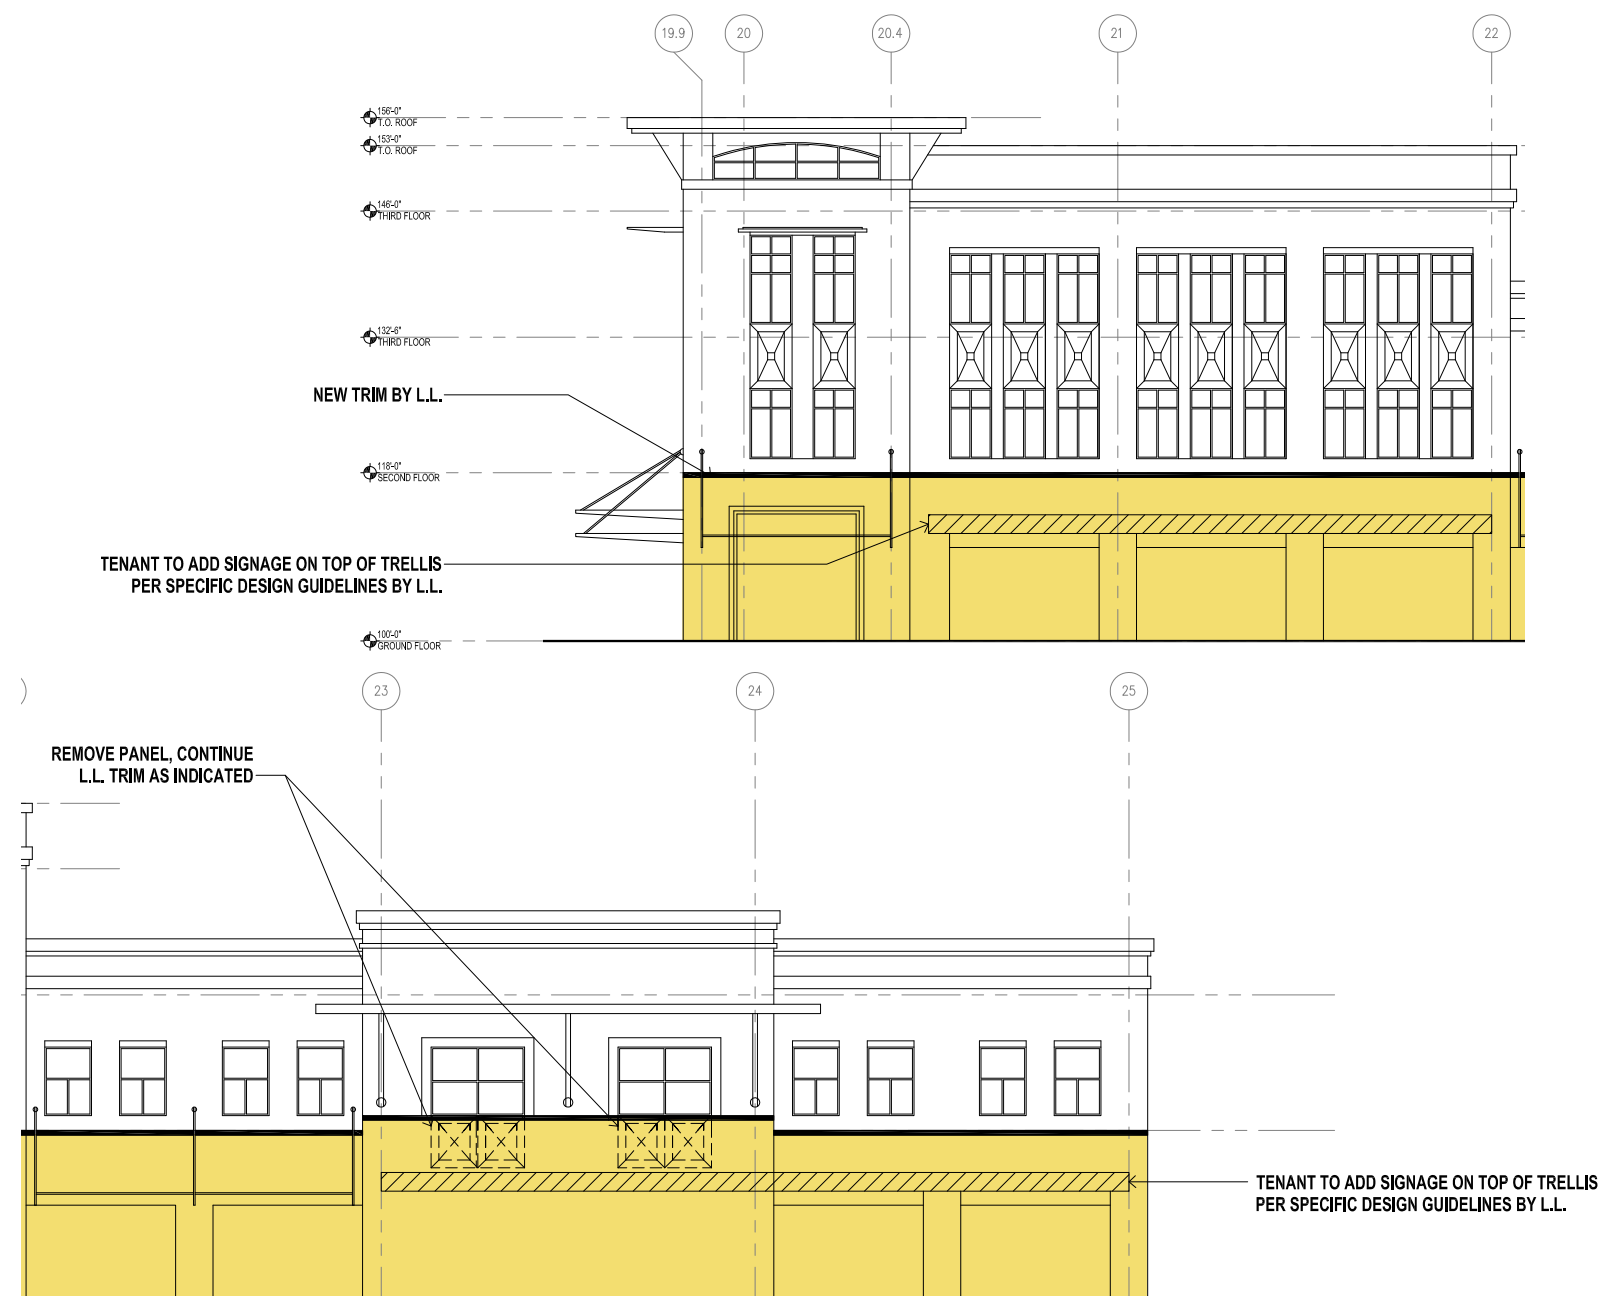 19.9
20
20.4
21
22
156'-0"
T.O. ROOF
153'-0"
T.O. ROOF
146'-0"
THIRD FLOOR
132'-6"
THIRD FLOOR
NEW TRIM BY L.L.
118'-0"
SECOND FLOOR
TENANT TO ADD SIGNAGE ON TOP OF TRELLIS
PER SPECIFIC DESIGN GUIDELINES BY L.L.
100'-0"
GROUND FLOOR
23
24
25
REMOVE PANEL, CONTINUE
L.L. TRIM AS INDICATED
TENANT TO ADD SIGNAGE ON TOP OF TRELLIS
PER SPECIFIC DESIGN GUIDELINES BY L.L.